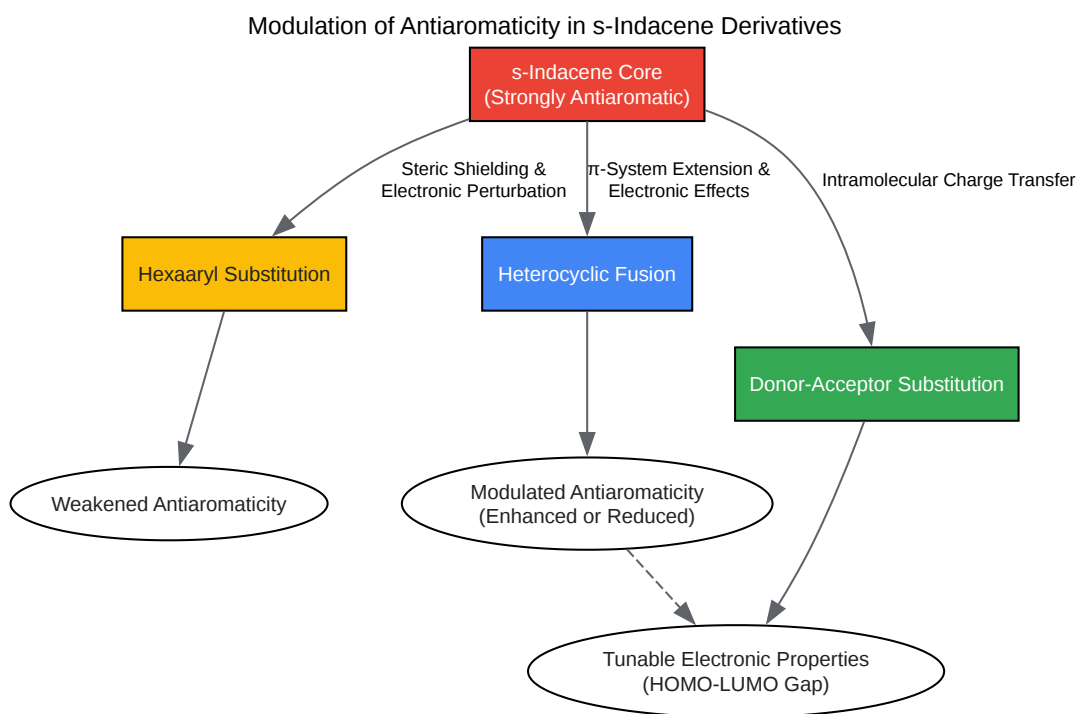 Modulation of Antiaromaticity in s-Indacene Derivatives
s-Indacene Core
(Strongly Antiaromatic)
Steric Shielding &
Electronic Perturbation
π-System Extension &
Electronic Effects
Intramolecular Charge Transfer
Hexaaryl Substitution
Heterocyclic Fusion
Donor-Acceptor Substitution
Weakened Antiaromaticity
Modulated Antiaromaticity
(Enhanced or Reduced)
Tunable Electronic Properties
(HOMO-LUMO Gap)